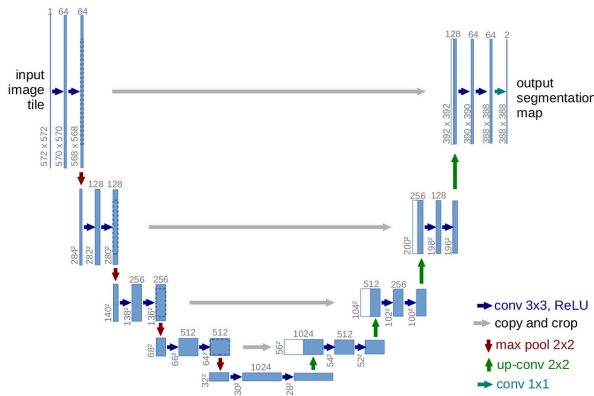 1 64 64
128 64 64 2
input
image
tile
output
segmentation
map
572 x 572
570 x 570
568 x 568
392 x 392
390 x 390
388 x 388
388 x 388
128 128
256 128
284²
282²
280²
200²
198²
196²
256 256
512 256
140²
138²
136²
104²
102²
100²
512 512
1024 512
68²
66²
64²
56²
54²
52²
1024
32²
30²
28²
conv 3x3, ReLU
copy and crop
max pool 2x2
up-conv 2x2
conv 1x1